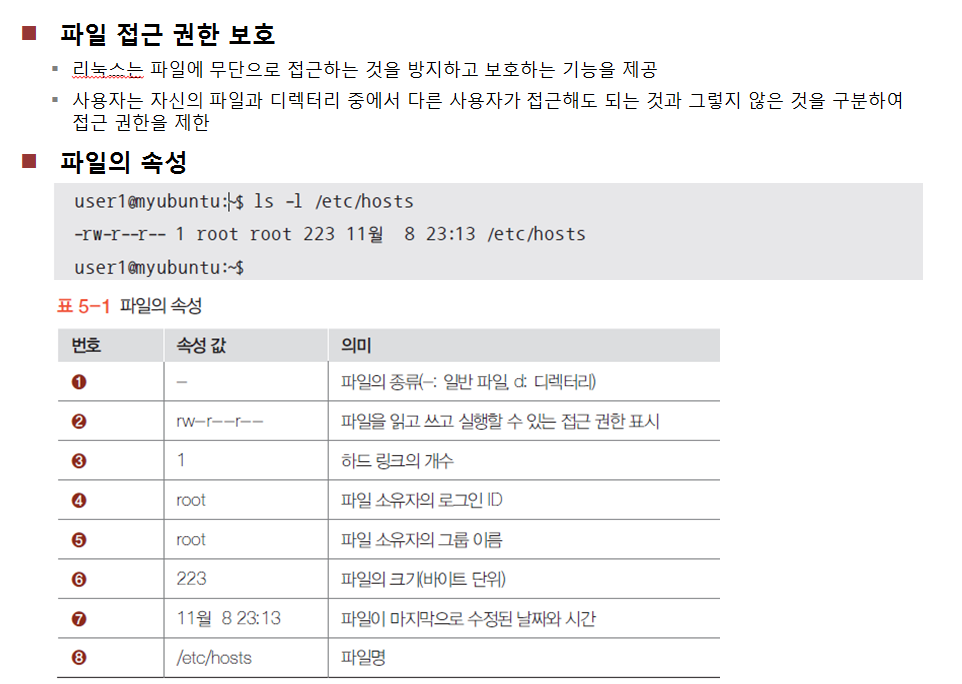 파일 접근 권한 보호
리눅스는 파일에 무단으로 접근하는 것을 방지하고 보호하는 기능을 제공
사용자는 자신의 파일과 디렉터리 중에서 다른 사용자가 접근해도 되는 것과 그렇지 않은 것을 구분하여
접근 권한을 제한
파일의 속성
user1@myubuntu:~$ ls -l /etc/hosts
-rw-r--r-- 1 root root 223 11월  8 23:13 /etc/hosts
user1@myubuntu:~$
표 5-1 파일의 속성
번호 속성 값 의미
❶ - 파일의 종류(-: 일반 파일, d: 디렉터리)
❷ rw-r--r-- 파일을 읽고 쓰고 실행할 수 있는 접근 권한 표시
❸ 1 하드 링크의 개수
❹ root 파일 소유자의 로그인 ID
❺ root 파일 소유자의 그룹 이름
❻ 223 파일의 크기(바이트 단위)
❼ 11월  8 23:13 파일이 마지막으로 수정된 날짜와 시간
❽ /etc/hosts 파일명